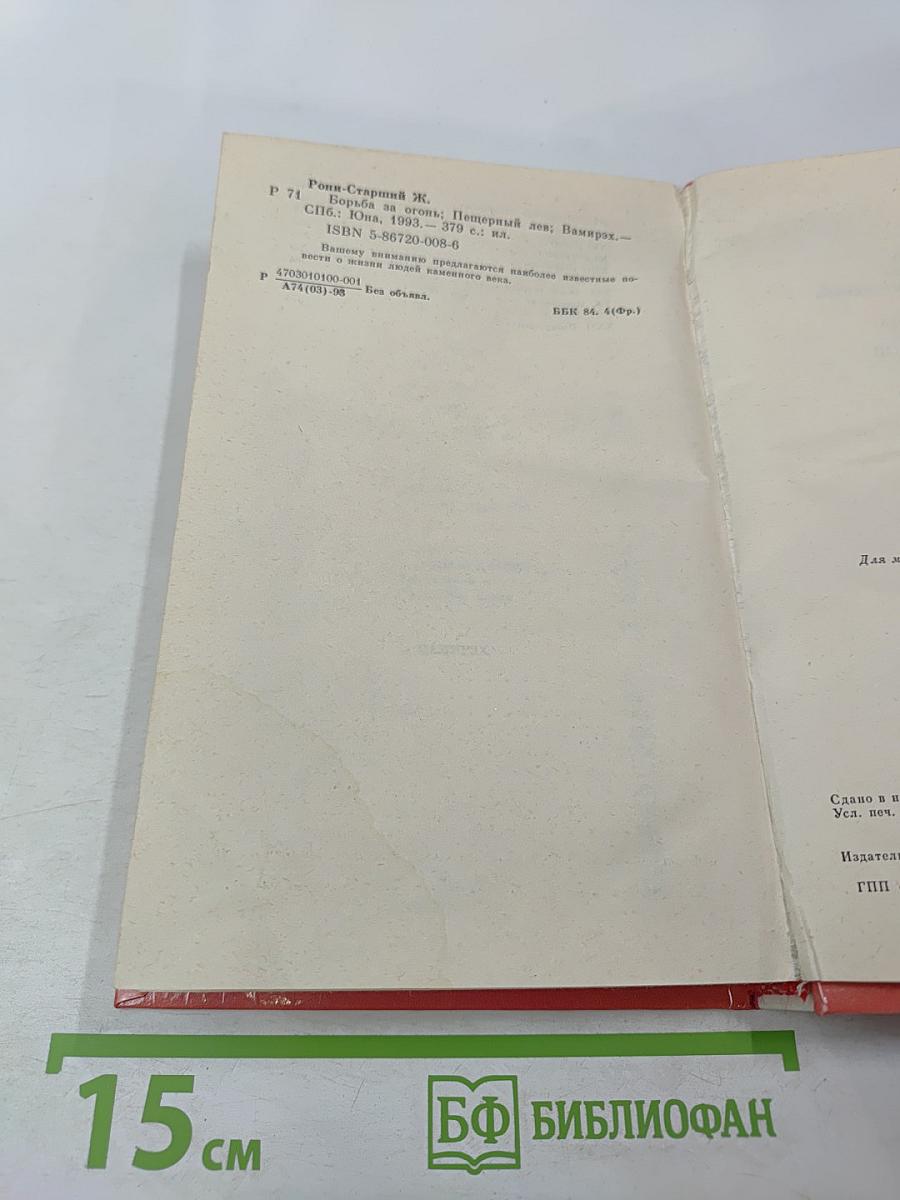 Рони-Старший Ж.
Р 71 Борьба за огонь; Пещерный лев; Вамирэх.—
СПб.: Юна, 1993.— 379 с.: ил.
ISBN 5-86720-008-6
Вашему вниманию предлагаются наиболее известные по-
вести о жизни людей каменного века.
Р 4703010100-001
А74(03)-93 Без объявл.
ББК 84. 4(Фр.)
Для м
Сдано в н
Усл. печ.
Издатель
ГПП
15 см
БФ БИБЛИОФАН